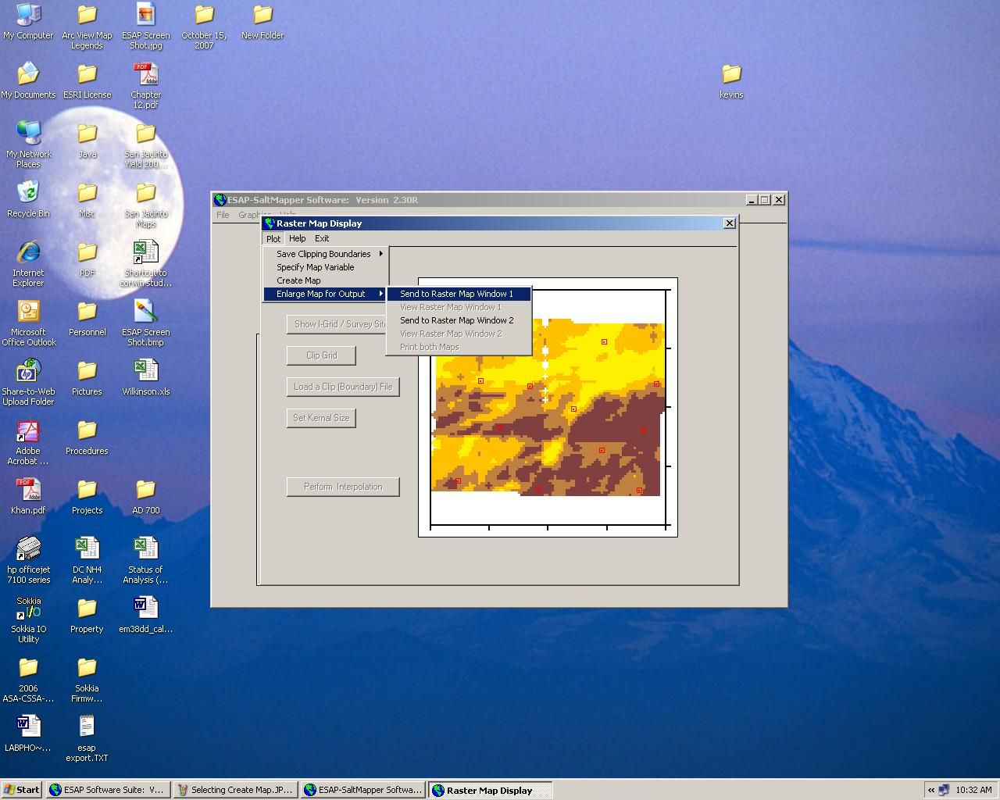 My Computer
Arc View Map
Legends
ESAP Screen
Shot.jpg
October 15,
2007
New Folder
My Documents
ESRI License
PDF
Adobe
Chapter
12.pdf
kevins
My Network
Places
Java
San Jacinto
Yield 200...
Recycle Bin
Misc
San Jacinto
Maps
Internet
Explorer
PDF
Shortcut to
corwin stud...
Microsoft
Office Outlook
Personnel
ESAP Screen
Shot.bmp
Share-to-Web
Upload Folder
Pictures
Wilkinson.xls
Adobe
Acrobat ...
Procedures
PDF
Adobe
Khan.pdf
Projects
AD 700
hp officejet
7100 series
DC NH4
Analy...
Status of
Analysis (...
Sokkia
I/O
Sokkia IO
Utility
Property
em38dd_cal...
2006
ASA-CSSA-...
Sokkia
Firmw...
LABPHO~...
esap
export.TXT
ESAP-SaltMapper Software: Version 2.30R
File Graphi Help
Raster Map Display
Plot Help Exit
Save Clipping Boundaries
Specify Map Variable
Create Map
Enlarge Map for Output
Send to Raster Map Window 1
View Raster Map Window 1
Send to Raster Map Window 2
View Raster Map Window 2
Print both Maps
Show I-Grid / Survey Site
Clip Grid
Load a Clip (Boundary) File
Set Kernal Size
Perform Interpolation
Start
ESAP Software Suite: V...
Selecting Create Map.JP...
ESAP-SaltMapper Softwa...
Raster Map Display
10:32 AM